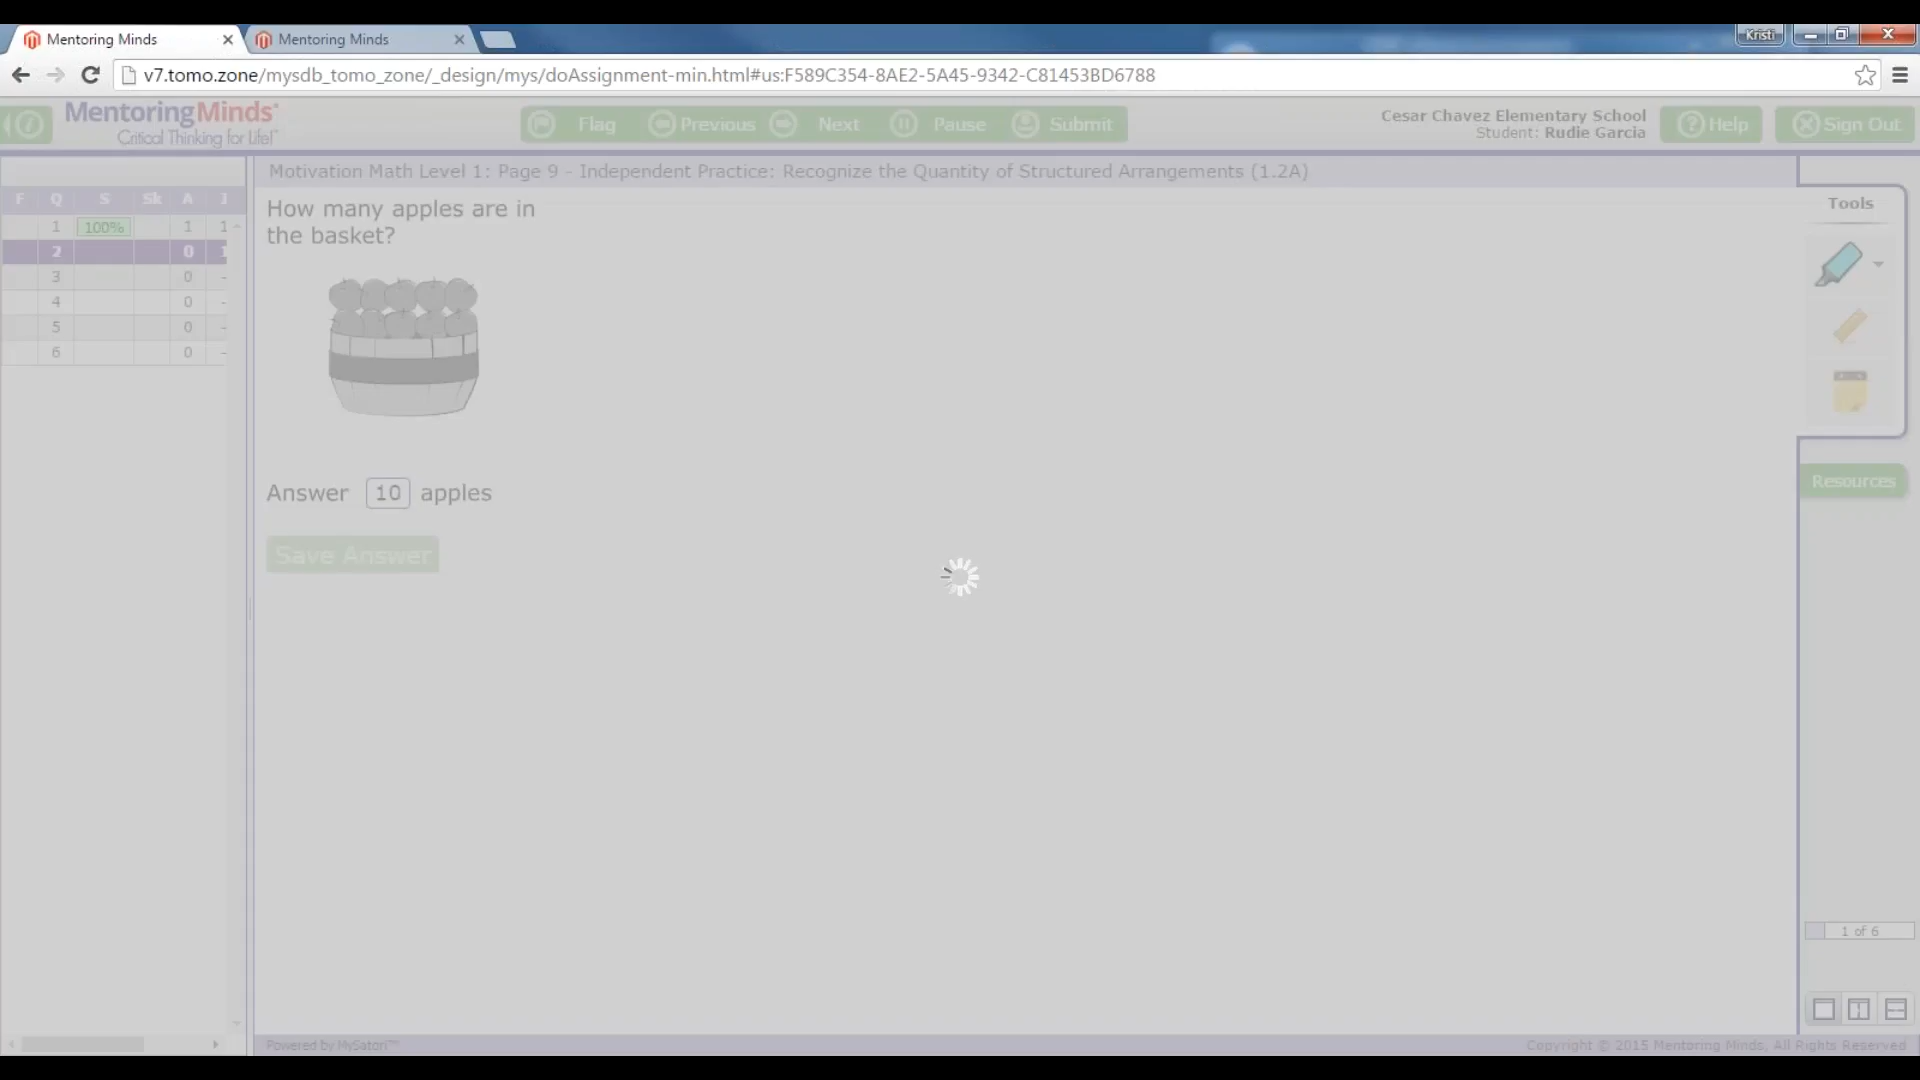 Mentoring Minds
Mentoring Minds
Kristi
v7.tomo.zone/mysdb_tomo_zone/_design/mys/doAssignment-min.html#us:F589C354-8AE2-5A45-9342-C81453BD6788
MentoringMinds
Critical Thinking for Life!
Flag Previous Next Pause Submit
Cesar Chavez Elementary School
Student: Rudie Garcia
Help
Sign Out
Motivation Math Level 1: Page 9 - Independent Practice: Recognize the Quantity of Structured Arrangements (1.2A)
F Q S Sk A
1 100% 1 1
2 0 1
3 0 -
4 0 -
5 0 -
6 0 -
How many apples are in
the basket?
Answer 10 apples
Save Answer
Tools
Resources
1 of 6
Powered by MySatori™
Copyright © 2015 Mentoring Minds, All Rights Reserved